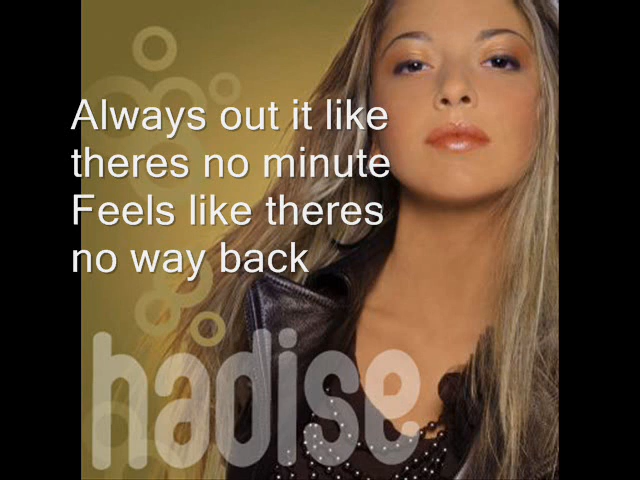 Always out it like
theres no minute
Feels like theres
no way back
hadise